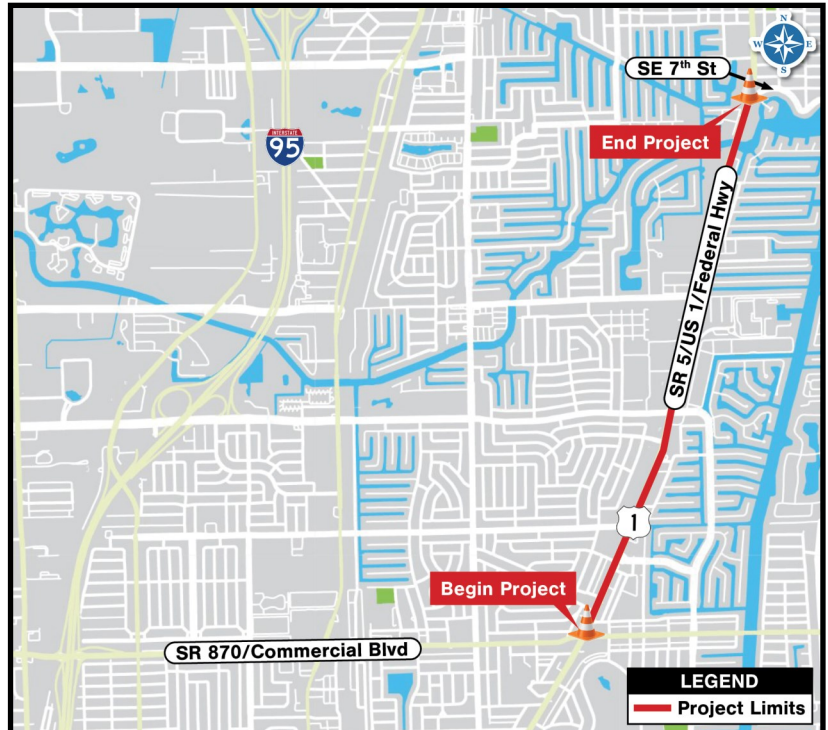 N
W E
S
SE 7th St
INTERSTATE
95
End Project
SR 5/US 1/Federal Hwy
1
Begin Project
SR 870/Commercial Blvd
LEGEND
Project Limits